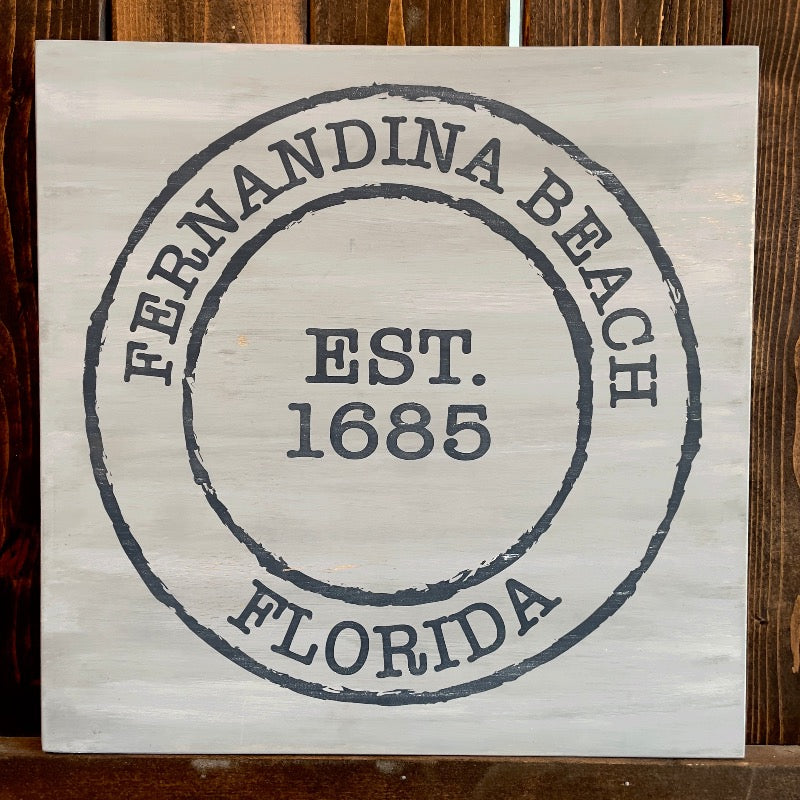 FERNANDINA BEACH
EST.
1685
FLORIDA